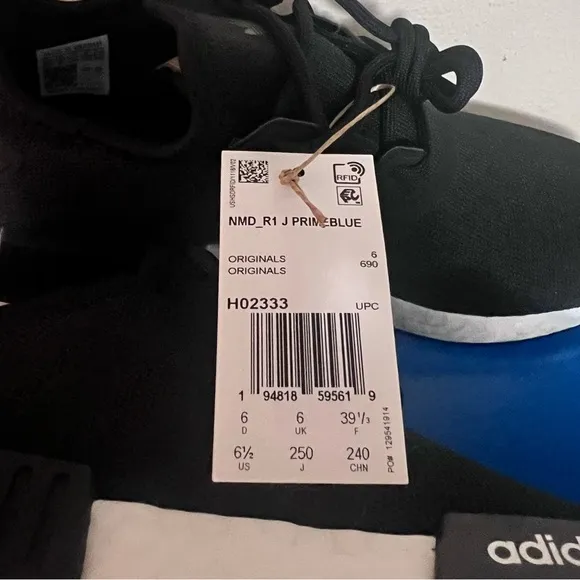 RFID
NMD_R1 J PRIMEBLUE
ORIGINALS 6
ORIGINALS 690
H02333 UPC
1 94818 59561 9
6 6 39⅓
D UK F
6½ 250 240
US J CHN
PO# 129541914
adid